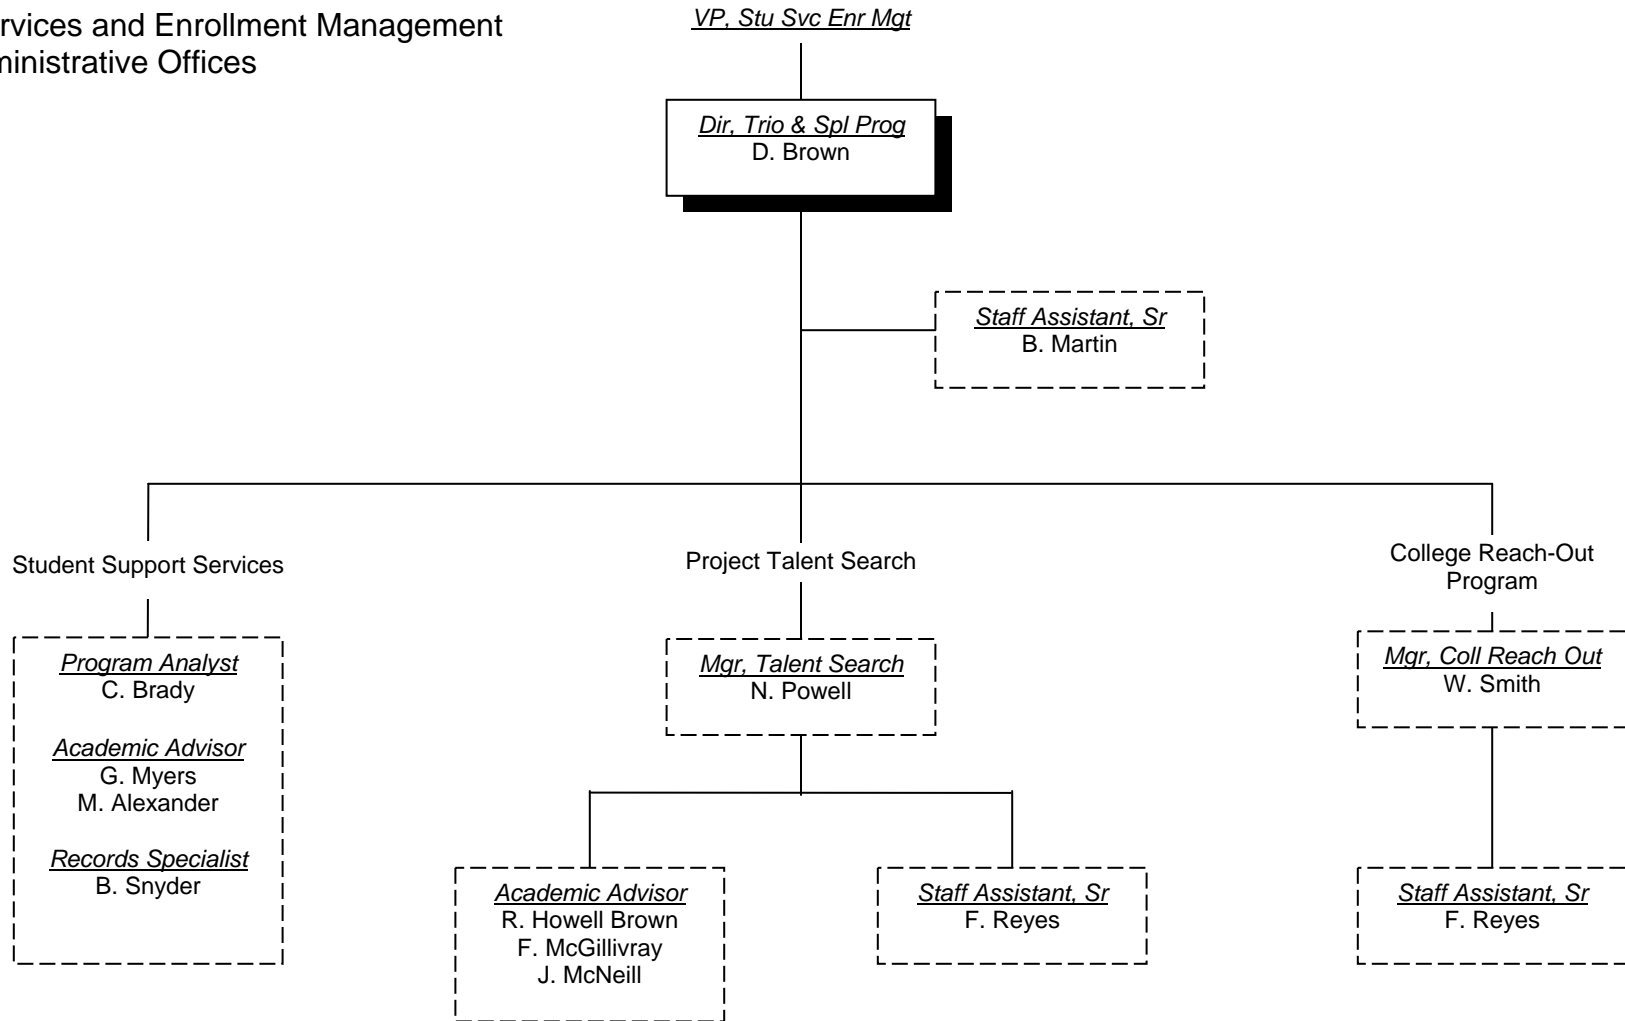 rvices and Enrollment Management
ministrative Offices
VP, Stu Svc Enr Mgt
Dir, Trio & Spl Prog
D. Brown
Staff Assistant, Sr
B. Martin
Student Support Services
Project Talent Search
College Reach-Out
Program
Program Analyst
C. Brady
Academic Advisor
G. Myers
M. Alexander
Records Specialist
B. Snyder
Mgr, Talent Search
N. Powell
Mgr, Coll Reach Out
W. Smith
Academic Advisor
R. Howell Brown
F. McGillivray
J. McNeill
Staff Assistant, Sr
F. Reyes
Staff Assistant, Sr
F. Reyes